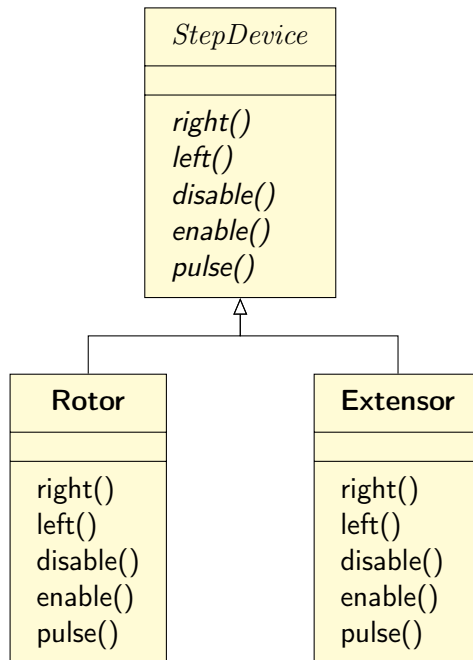 StepDevice
right()
left()
disable()
enable()
pulse()
Rotor
right()
left()
disable()
enable()
pulse()
Extensor
right()
left()
disable()
enable()
pulse()